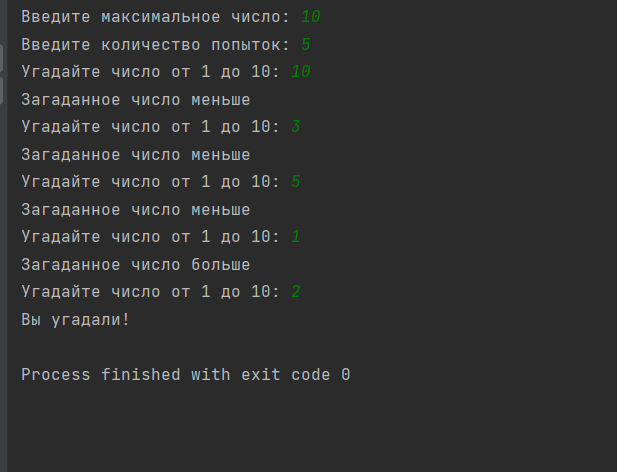 Введите максимальное число: 10
Введите количество попыток: 5
Угадайте число от 1 до 10: 10
Загаданное число меньше
Угадайте число от 1 до 10: 3
Загаданное число меньше
Угадайте число от 1 до 10: 5
Загаданное число меньше
Угадайте число от 1 до 10: 1
Загаданное число больше
Угадайте число от 1 до 10: 2
Вы угадали!
Process finished with exit code 0